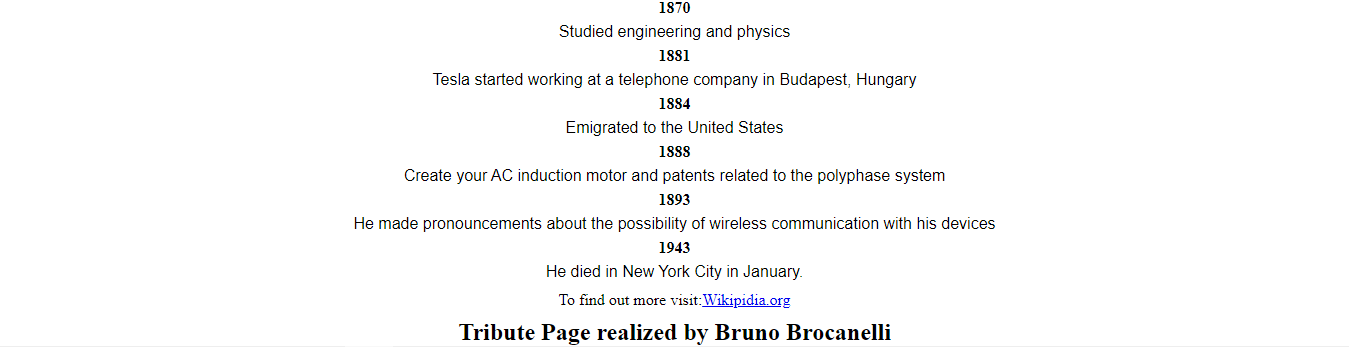 1870
Studied engineering and physics
1881
Tesla started working at a telephone company in Budapest, Hungary
1884
Emigrated to the United States
1888
Create your AC induction motor and patents related to the polyphase system
1893
He made pronouncements about the possibility of wireless communication with his devices
1943
He died in New York City in January.
To find out more visit:Wikipidia.org
Tribute Page realized by Bruno Brocanelli